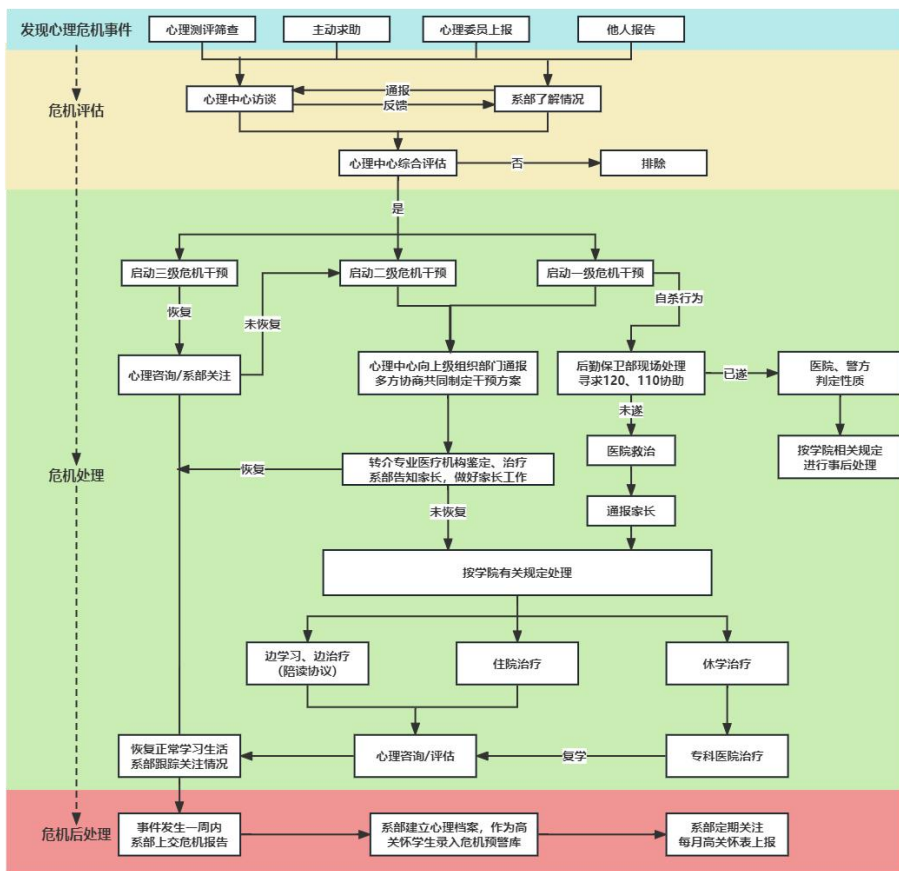 发现心理危机事件
心理测评筛查
主动求助
心理委员上报
他人报告
危机评估
心理中心访谈
通报
反馈
系部了解情况
心理中心综合评估
否
排除
是
启动三级危机干预
启动二级危机干预
启动一级危机干预
恢复
未恢复
自杀行为
心理咨询/系部关注
心理中心向上级组织部门通报
多方协商共同制定干预方案
后勤保卫部现场处理
寻求120、110协助
已遂
医院、警方
判定性质
未遂
危机处理
恢复
转介专业医疗机构鉴定、治疗
系部告知家长，做好家长工作
医院救治
按学院相关规定
进行事后处理
未恢复
通报家长
按学院有关规定处理
边学习、边治疗
（陪读协议）
住院治疗
休学治疗
恢复正常学习生活
系部跟踪关注情况
心理咨询/评估
复学
专科医院治疗
危机后处理
事件发生一周内
系部上交危机报告
系部建立心理档案，作为高
关怀学生录入危机预警库
系部定期关注
每月高关怀表上报